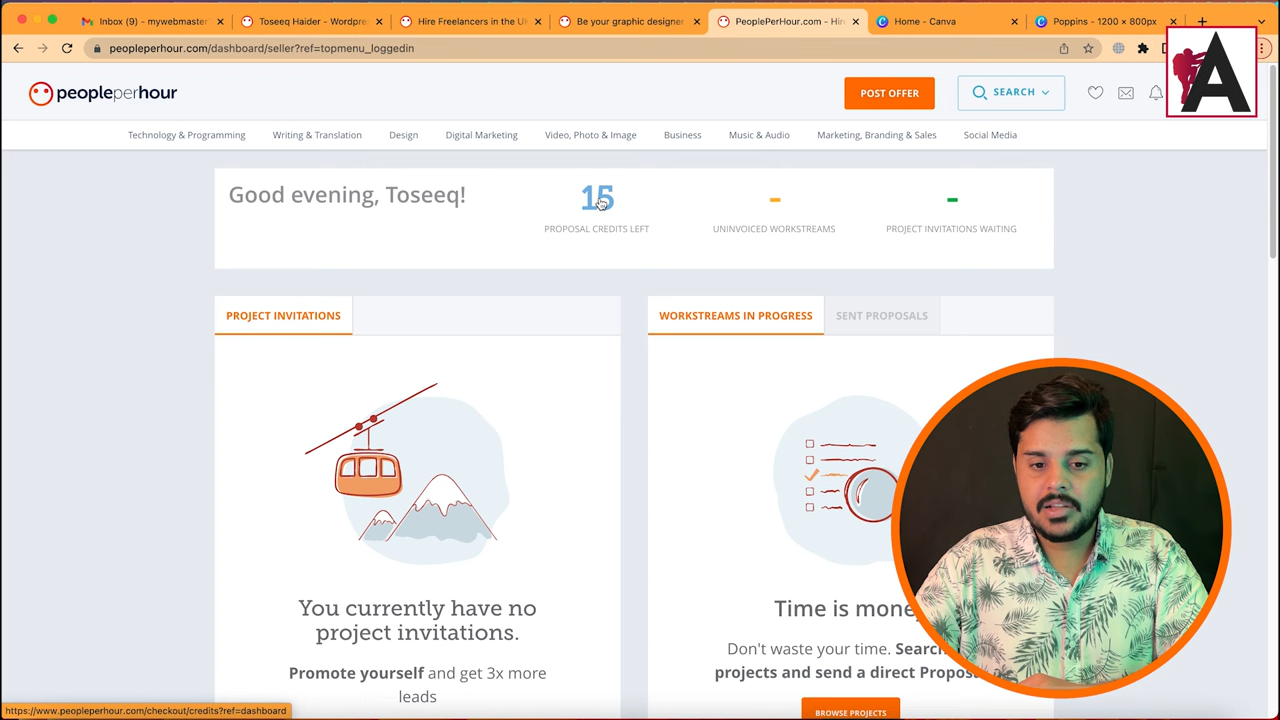 Inbox (9) - mywebmaster
Toseeq Haider - Wordpre
Hire Freelancers in the UK
Be your graphic designer
PeoplePerHour.com - Hir
Home - Canva
Poppins - 1200 × 800px
peopleperhour.com/dashboard/seller?ref=topmenu_loggedin
A
peopleperhour
POST OFFER
SEARCH
Technology & Programming
Writing & Translation
Design
Digital Marketing
Video, Photo & Image
Business
Music & Audio
Marketing, Branding & Sales
Social Media
Good evening, Toseeq!
15
-
-
PROPOSAL CREDITS LEFT
UNINVOICED WORKSTREAMS
PROJECT INVITATIONS WAITING
PROJECT INVITATIONS
WORKSTREAMS IN PROGRESS
SENT PROPOSALS
You currently have no
project invitations.
Promote yourself and get 3x more
leads
Time is money
Don't waste your time. Search
projects and send a direct Propos
BROWSE PROJECTS
https://www.peopleperhour.com/checkout/credits?ref=dashboard